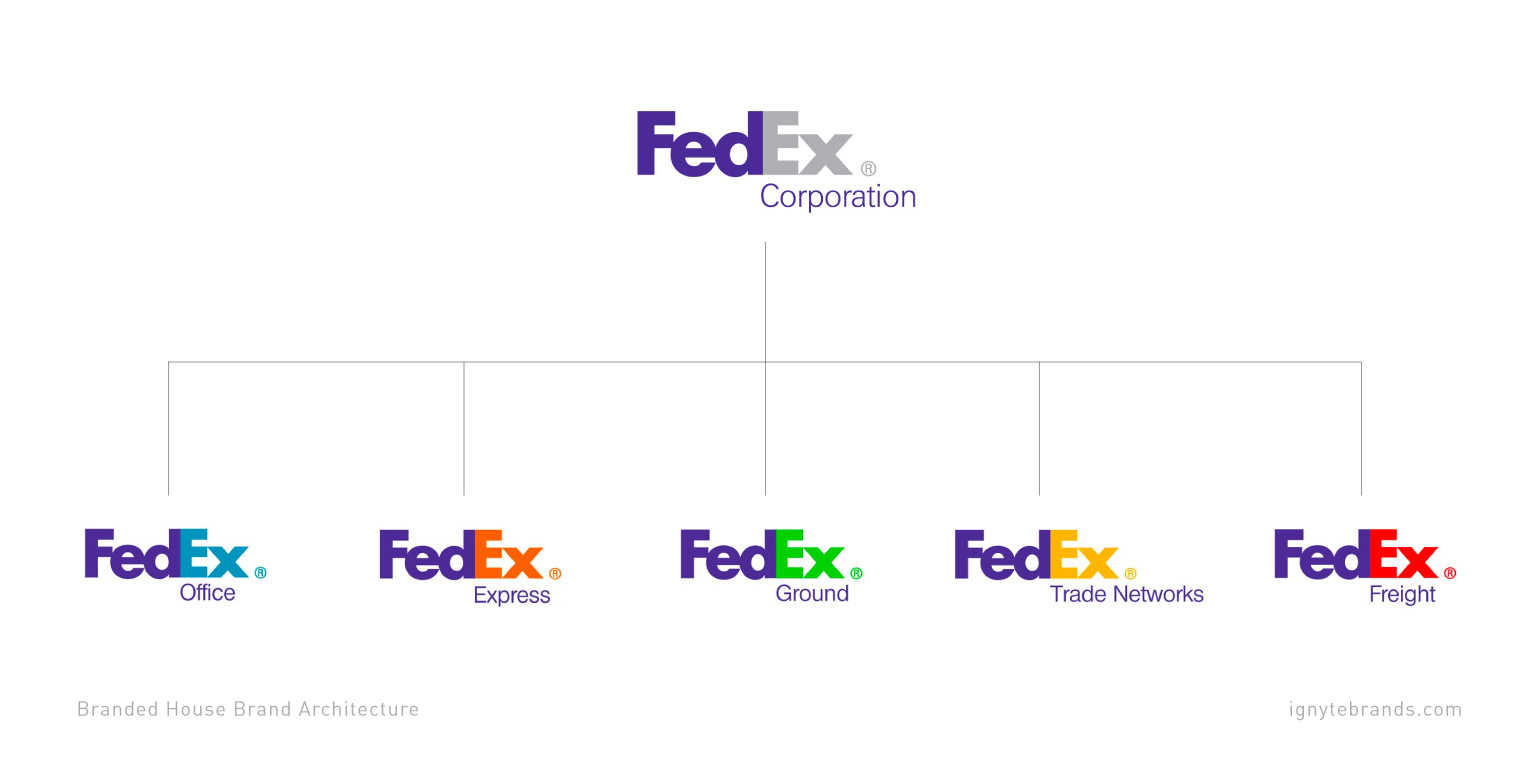 FedEx®
Corporation
FedEx®
Office
FedEx®
Express
FedEx®
Ground
FedEx®
Trade Networks
FedEx®
Freight
Branded House Brand Architecture
ignytebrands.com